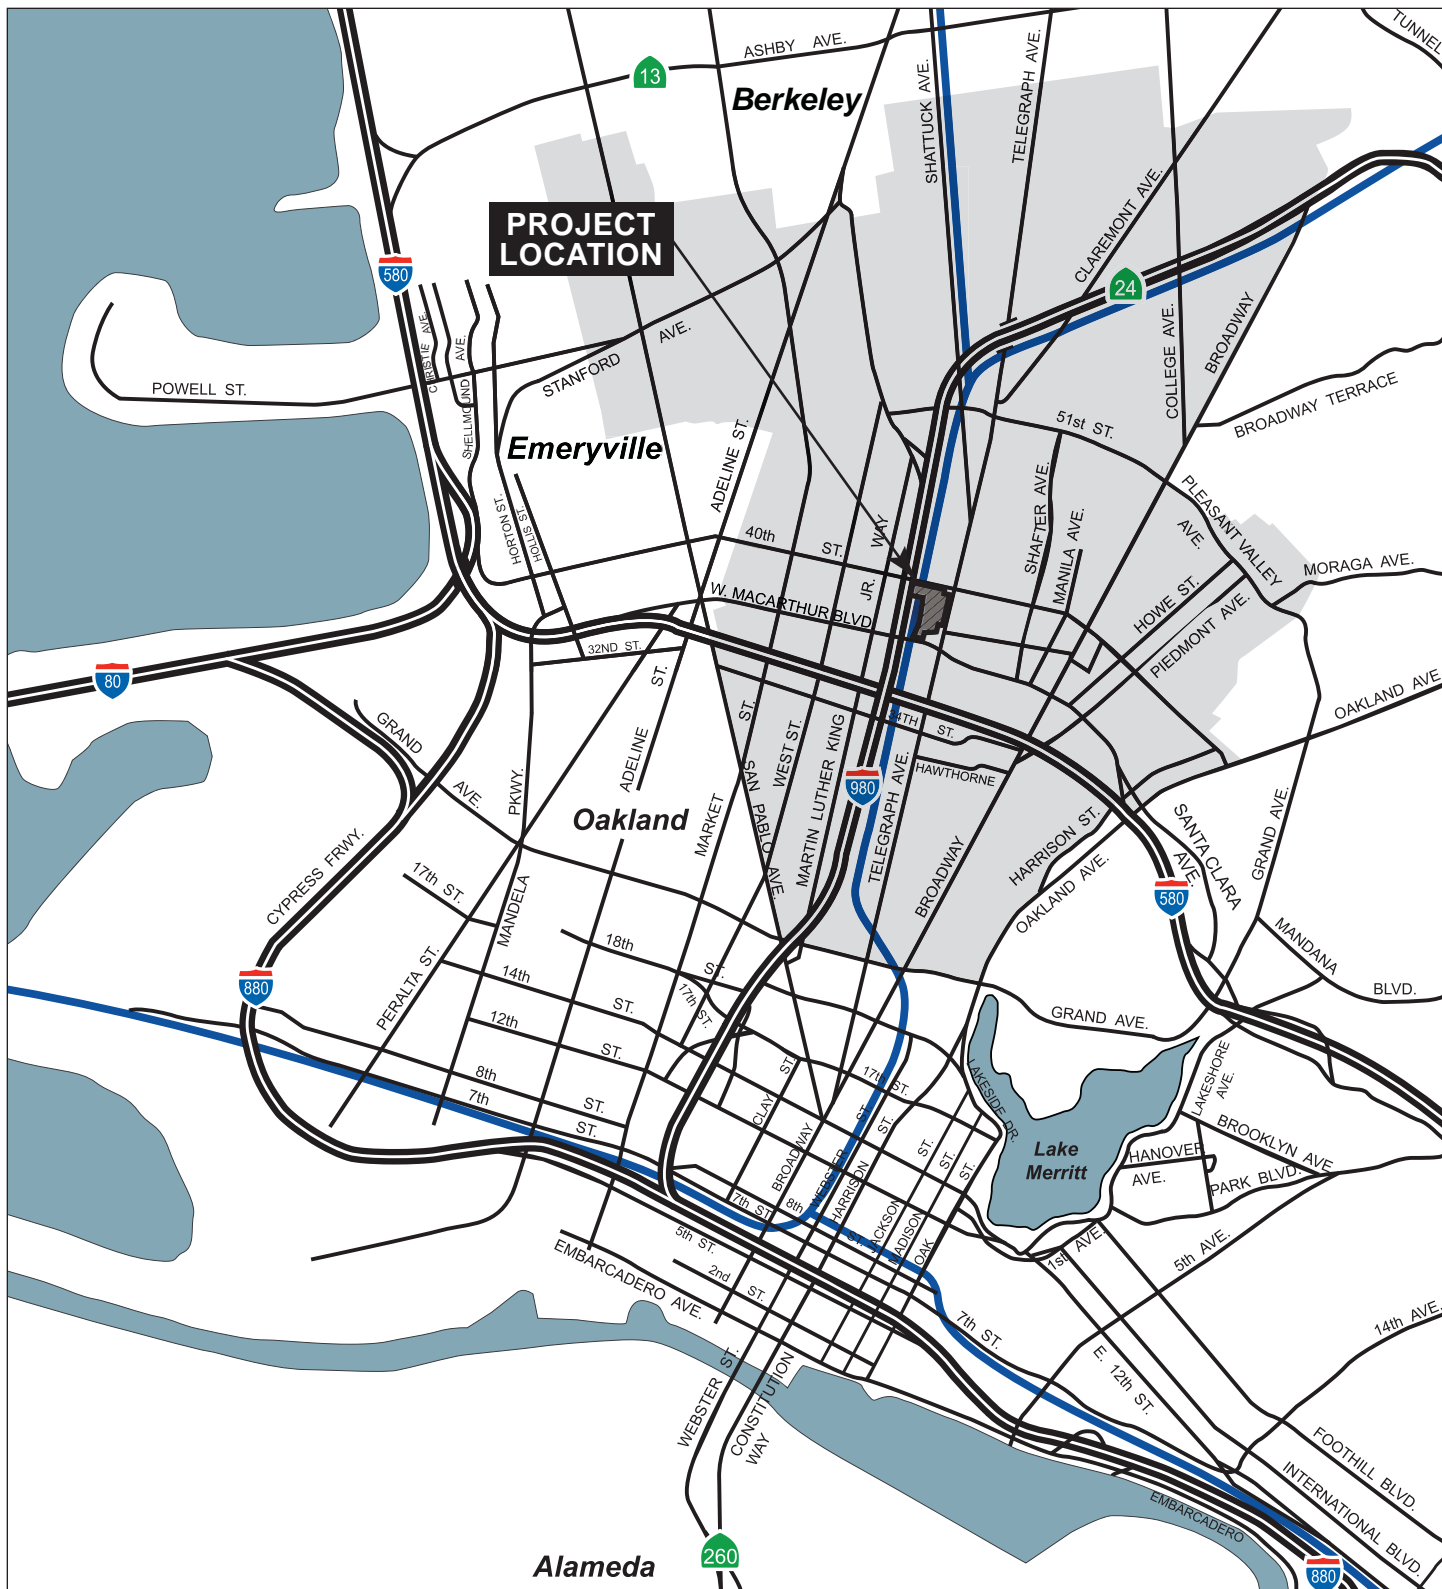 TUNNEL
ASHBY AVE.
13
Berkeley
SHATTUCK AVE.
TELEGRAPH AVE.
CLAREMONT AVE.
PROJECT
LOCATION
580
24
CHRISTIE AVE.
SHELLMOUND AVE.
POWELL ST.
STANFORD AVE.
COLLEGE AVE.
BROADWAY
BROADWAY TERRACE
51st ST.
Emeryville
ADELINE ST.
HORTON ST.
HOLLIS ST.
PLEASANT VALLEY
AVE.
SHAFTER AVE.
MANILA AVE.
40th ST.
MORAGA AVE.
W. MACARTHUR BLVD
HOWE ST.
PIEDMONT AVE.
32ND ST.
80
OAKLAND AVE
GRAND AVE.
PKWY.
MANDELA
ADELINE ST.
MARKET ST.
SAN PABLO AVE.
WEST ST.
MARTIN LUTHER KING JR. WAY
34TH ST.
HAWTHORNE
980
TELEGRAPH AVE.
BROADWAY
HARRISON ST.
OAKLAND AVE.
SANTA CLARA
AVE.
GRAND AVE.
580
Oakland
CYPRESS FRWY.
17th ST.
PERALTA ST.
18th ST.
14th ST.
17th ST.
12th ST.
MANDANA
BLVD.
880
GRAND AVE.
LAKESHORE
AVE.
8th ST.
7th ST.
CLAY ST.
17th ST.
LAKESIDE DR.
Lake
Merritt
BROOKLYN AVE
HANOVER
AVE.
PARK BLVD.
BROADWAY
WEBSTER ST.
HARRISON ST.
JACKSON ST.
MADISON ST.
OAK ST.
7th ST
8th ST.
5th ST.
2nd ST.
EMBARCADERO AVE.
1st AVE.
5th AVE.
14th AVE.
7th ST.
E. 12th ST.
WEBSTER ST.
CONSTITUTION
WAY
FOOTHILL BLVD.
INTERNATIONAL BLVD.
EMBARCADERO
260
Alameda
880